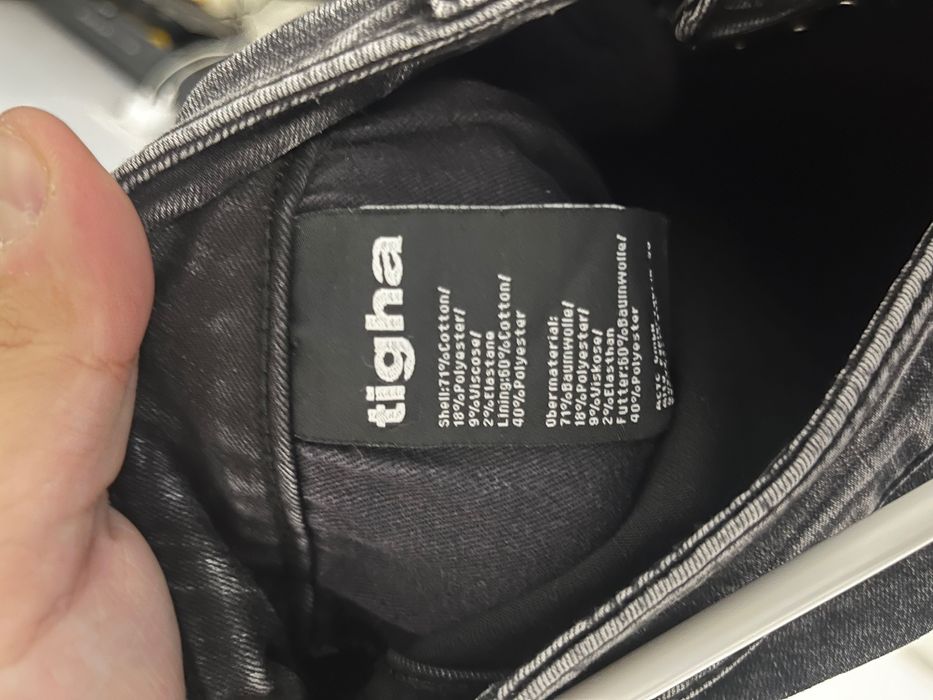 tigha
Shell:71%Cotton/
18%Polyester/
9%Viscose/
2%Elastane
Lining:60%Cotton/
40%Polyester
Obermaterial:
71%Baumwolle/
18%Polyester/
9%Viskose/
2%Elasthan
Futter:60%Baumwolle/
40%Polyester